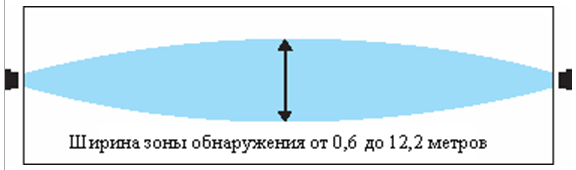 Ширина зоны обнаружения от 0,6 до 12,2 метров